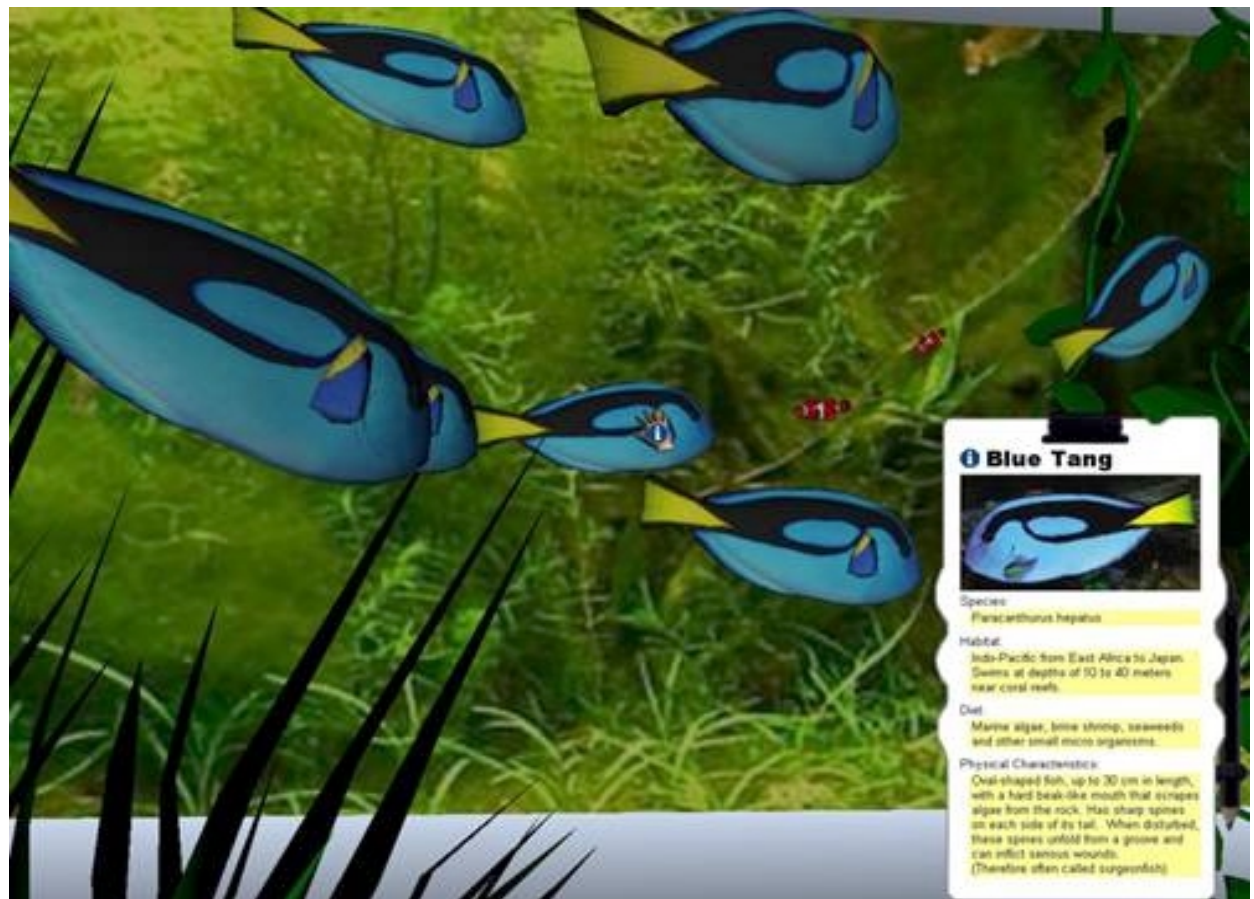 Blue Tang
Species:
Paracanthurus hepatus
Habitat:
Indo-Pacific from East Africa to Japan.
Swims at depths of 10 to 40 meters
near coral reefs.
Diet:
Marine algae, brine shrimp, seaweeds
and other small micro organisms.
Physical Characteristics:
Oval-shaped fish, up to 30 cm in length,
with a hard beak-like mouth that scrapes
algae from the rock. Has sharp spines
on each side of its tail. When disturbed,
these spines unfold from a groove and
can inflict serious wounds.
(Therefore often called surgeonfish)